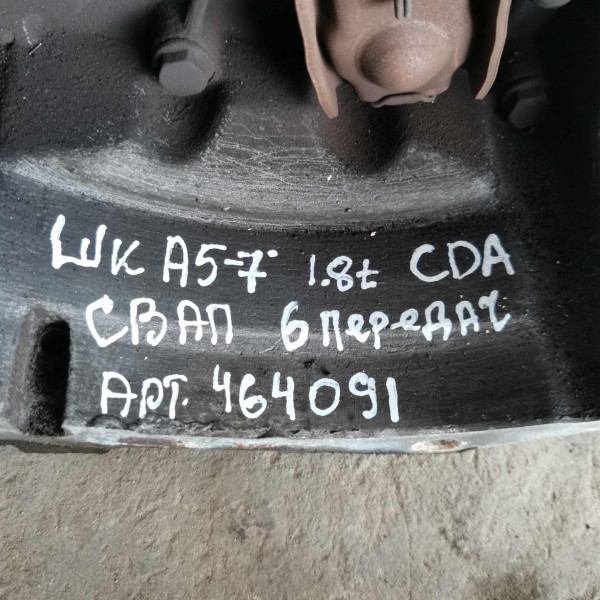 ШК А5-7 1.8t CDA
СВАП 6 передач
АРТ. 464091